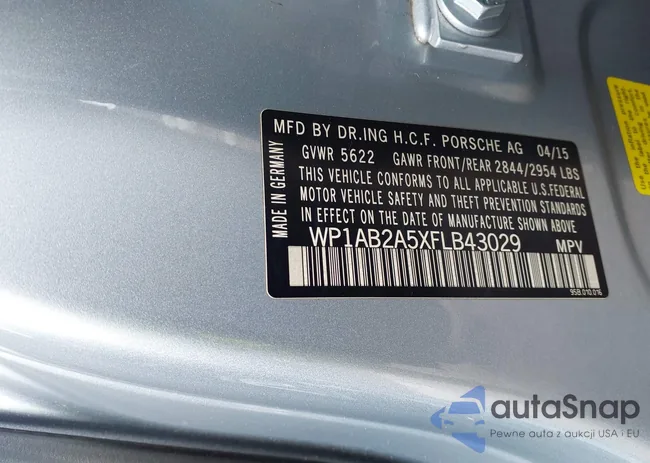 MFD BY DR.ING H.C.F. PORSCHE AG 04/15
GVWR 5622 GAWR FRONT/REAR 2844/2954 LBS
THIS VEHICLE CONFORMS TO ALL APPLICABLE U.S.FEDERAL
MOTOR VEHICLE SAFETY AND THEFT PREVENTION STANDARDS
IN EFFECT ON THE DATE OF MANUFACTURE SHOWN ABOVE
WP1AB2A5XFLB43029 MPV
95B.010.016
MADE IN GERMANY
autaSnap
Pewne auta z aukcji USA i EU